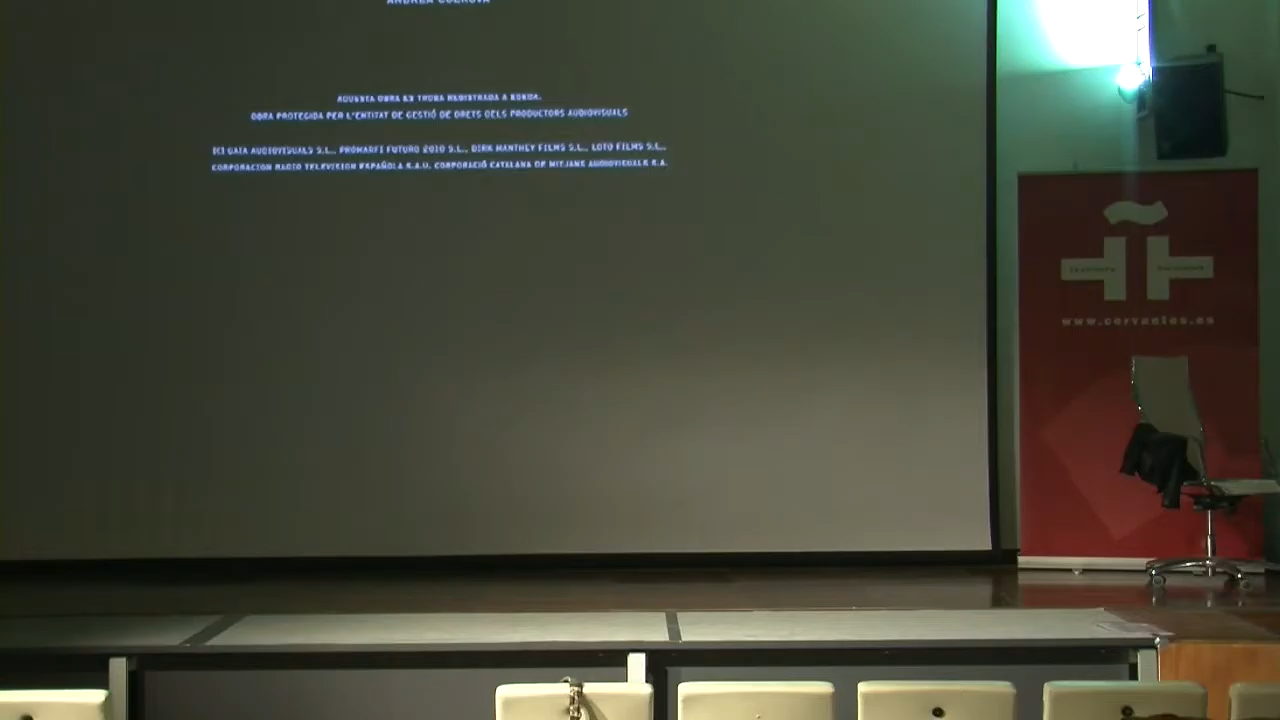 AQUESTA OBRA ES TROBA REGISTRADA A
OBRA PROTEGIDA PER L'ENTITAT DE GESTIÓ DE DRETS DELS PRODUCTORS AUDIOVISUALS
(C) GAIA AUDIOVISUALS S.L., PROMARFI FUTURO 2010 S.L., DIRK MANTHEY FILMS S.L., LOTO FILMS S.L.,
CORPORACION RADIO TELEVISION ESPAÑOLA S.A.U. CORPORACIÓ CATALANA DE MITJANS AUDIOVISUALS S.A.
www.cervantes.es